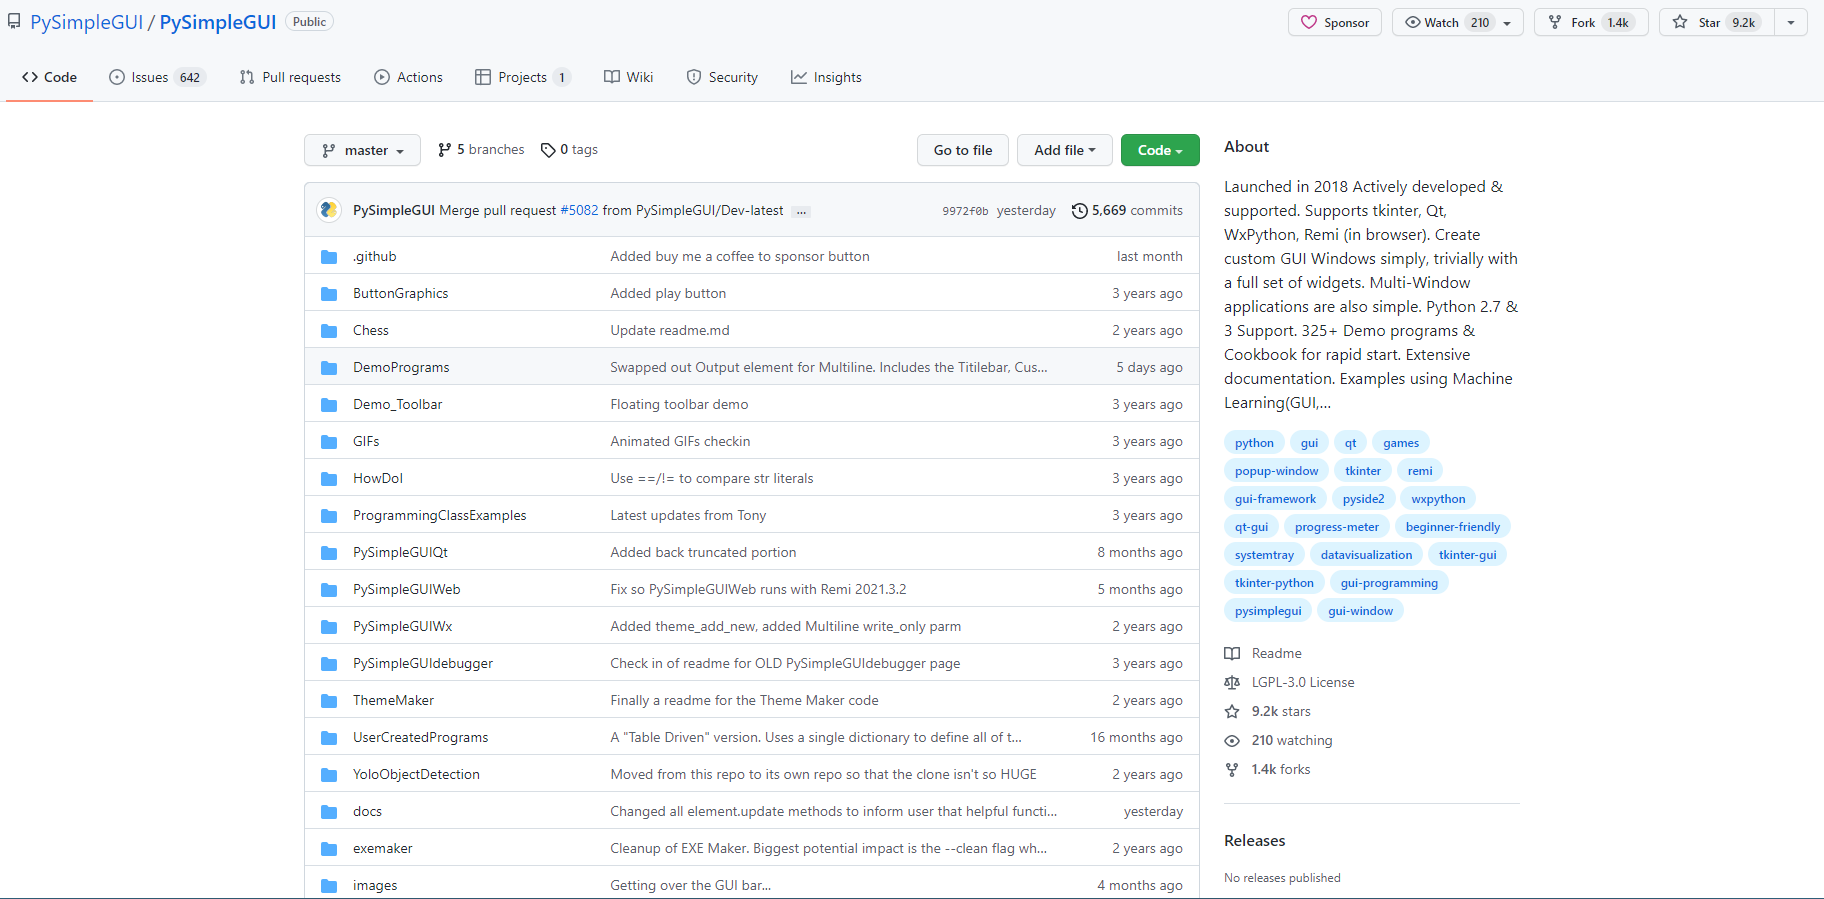 PySimpleGUI / PySimpleGUI Public
Sponsor Watch 210 Fork 1.4k Star 9.2k
Code Issues 642 Pull requests Actions Projects 1 Wiki Security Insights
master 5 branches 0 tags Go to file Add file Code
PySimpleGUI Merge pull request #5082 from PySimpleGUI/Dev-latest ... 9972f0b yesterday 5,669 commits
.github Added buy me a coffee to sponsor button last month
ButtonGraphics Added play button 3 years ago
Chess Update readme.md 2 years ago
DemoPrograms Swapped out Output element for Multiline. Includes the Titilebar, Cus... 5 days ago
Demo_Toolbar Floating toolbar demo 3 years ago
GIFs Animated GIFs checkin 3 years ago
HowDoI Use ==/!= to compare str literals 3 years ago
ProgrammingClassExamples Latest updates from Tony 3 years ago
PySimpleGUIQt Added back truncated portion 8 months ago
PySimpleGUIWeb Fix so PySimpleGUIWeb runs with Remi 2021.3.2 5 months ago
PySimpleGUIWx Added theme_add_new, added Multiline write_only parm 2 years ago
PySimpleGUIdebugger Check in of readme for OLD PySimpleGUIdebugger page 3 years ago
ThemeMaker Finally a readme for the Theme Maker code 2 years ago
UserCreatedPrograms A "Table Driven" version. Uses a single dictionary to define all of t... 16 months ago
YoloObjectDetection Moved from this repo to its own repo so that the clone isn't so HUGE 2 years ago
docs Changed all element.update methods to inform user that helpful functi... yesterday
exemaker Cleanup of EXE Maker. Biggest potential impact is the --clean flag wh... 2 years ago
images Getting over the GUI bar... 4 months ago
About
Launched in 2018 Actively developed &
supported. Supports tkinter, Qt,
WxPython, Remi (in browser). Create
custom GUI Windows simply, trivially with
a full set of widgets. Multi-Window
applications are also simple. Python 2.7 &
3 Support. 325+ Demo programs &
Cookbook for rapid start. Extensive
documentation. Examples using Machine
Learning(GUI,...
python gui qt games
popup-window tkinter remi
gui-framework pyside2 wxpython
qt-gui progress-meter beginner-friendly
systemtray datavisualization tkinter-gui
tkinter-python gui-programming
pysimplegui gui-window
Readme
LGPL-3.0 License
9.2k stars
210 watching
1.4k forks
Releases
No releases published